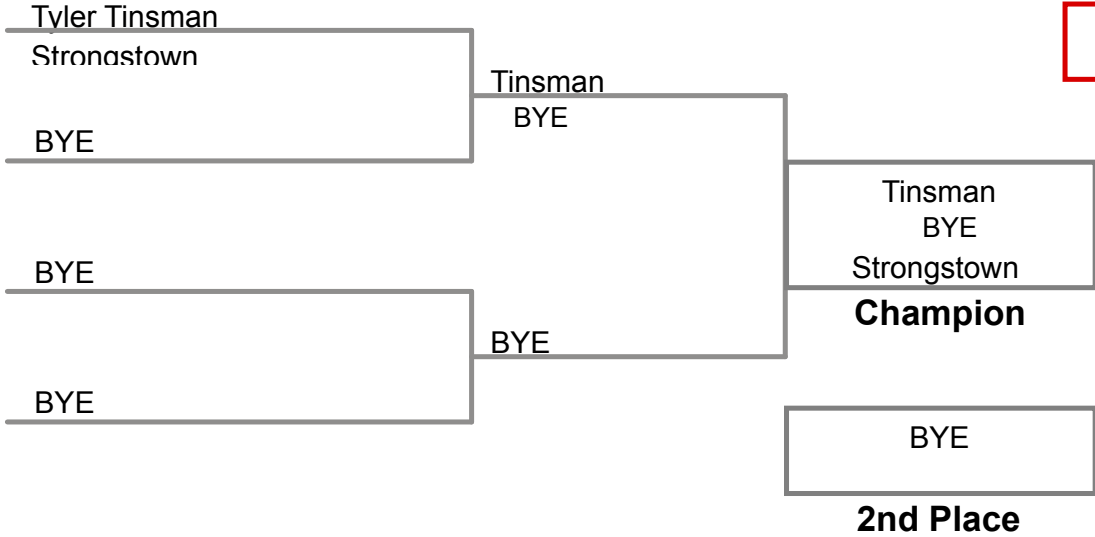 Tyler Tinsman
Strongstown
BYE
BYE
BYE
Tinsman
BYE
BYE
Tinsman
BYE
Strongstown
Champion
BYE
2nd Place